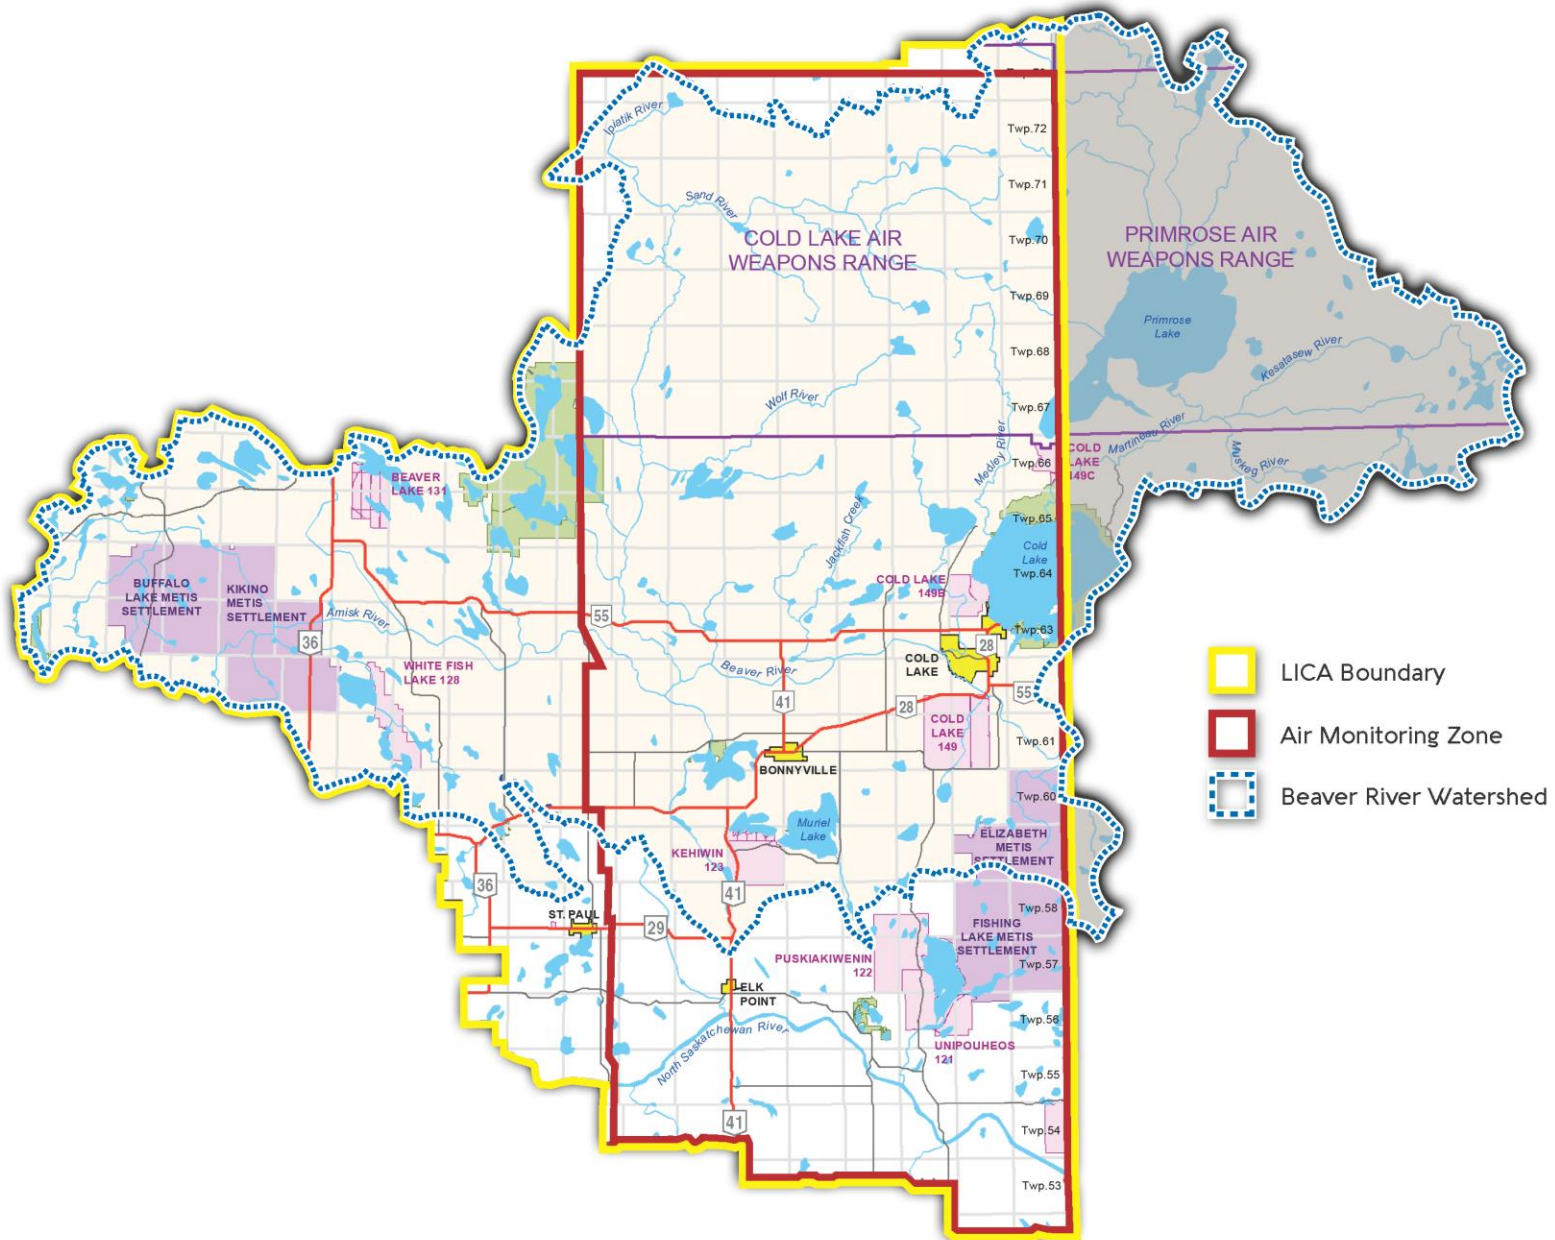 Twp.72
Ipiatik River
Twp.71
Sand River
COLD LAKE AIR
WEAPONS RANGE
Twp.70
PRIMROSE AIR
WEAPONS RANGE
Twp.69
Primrose
Lake
Twp.68
Kesatasew River
Wolf River
Twp.67
Martineau River
Medley River
Muskeg River
Twp.66
COLD
LAKE
149C
BEAVER
LAKE 131
Twp.65
Jackfish Creek
Cold
Lake
Twp.64
COLD LAKE
149B
BUFFALO
LAKE METIS
SETTLEMENT
KIKINO
METIS
SETTLEMENT
Amisk River
36
55
Twp.63
28
WHITE FISH
LAKE 128
Beaver River
COLD
LAKE
55
41
28
COLD
LAKE
149
Twp.61
BONNYVILLE
Twp.60
Muriel
Lake
ELIZABETH
METIS
SETTLEMENT
KEHIWIN
123
36
41
Twp.58
ST. PAUL
29
FISHING
LAKE METIS
SETTLEMENT
PUSKIAKIWENIN
122
Twp.57
ELK
POINT
Twp.56
North Saskatchewan River
UNIPOUHEOS
121
Twp.55
41
Twp.54
Twp.53
LICA Boundary
Air Monitoring Zone
Beaver River Watershed